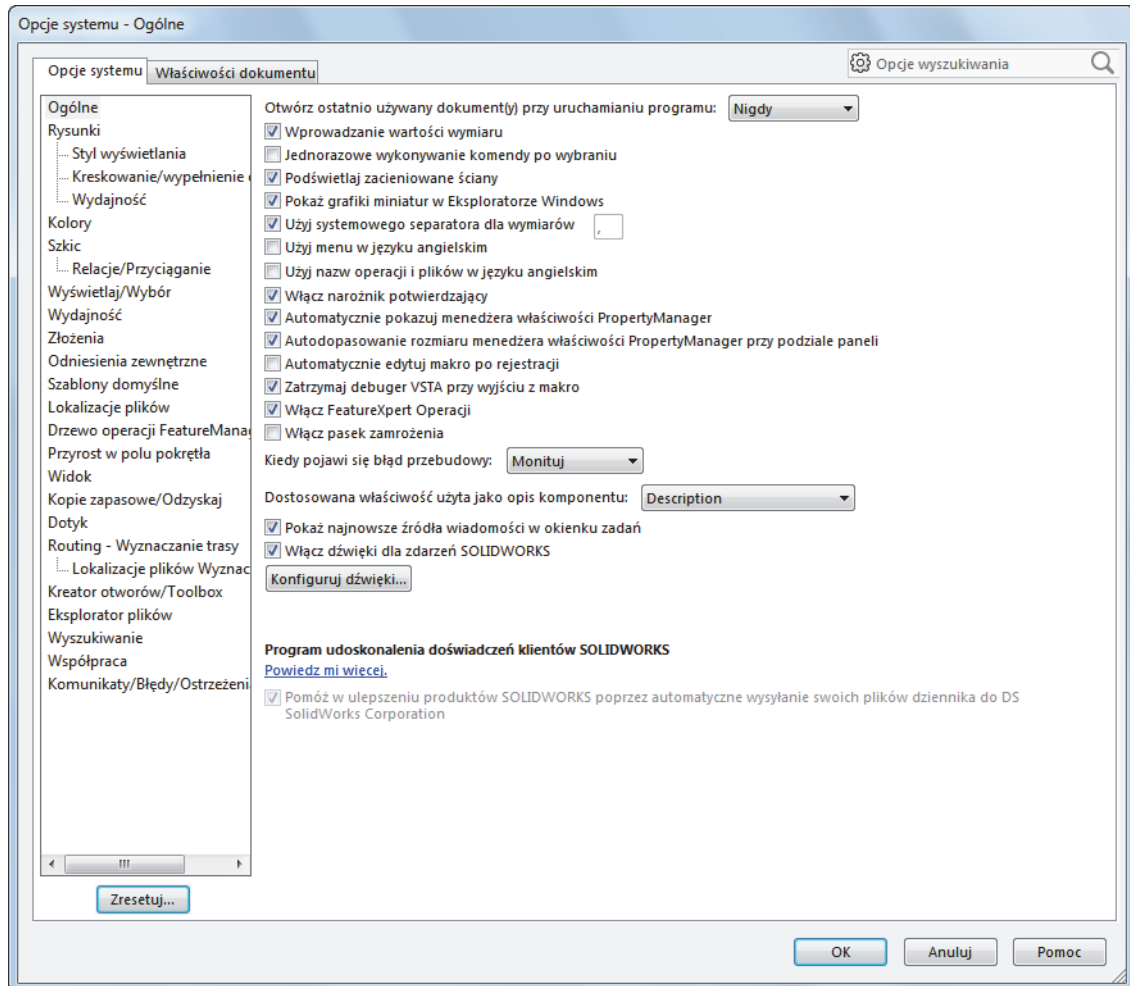 Opcje systemu - Ogólne
Opcje systemu
Właściwości dokumentu
Opcje wyszukiwania
Ogólne
Rysunki
Styl wyświetlania
Kreskowanie/wypełnienie
Wydajność
Kolory
Szkic
Relacje/Przyciąganie
Wyświetlaj/Wybór
Wydajność
Złożenia
Odniesienia zewnętrzne
Szablony domyślne
Lokalizacje plików
Drzewo operacji FeatureMana
Przyrost w polu pokrętła
Widok
Kopie zapasowe/Odzyskaj
Dotyk
Routing - Wyznaczanie trasy
Lokalizacje plików Wyznac
Kreator otworów/Toolbox
Eksplorator plików
Wyszukiwanie
Współpraca
Komunikaty/Błędy/Ostrzeżeni
Zresetuj...
Otwórz ostatnio używany dokument(y) przy uruchamianiu programu: Nigdy
Wprowadzanie wartości wymiaru
Jednorazowe wykonywanie komendy po wybraniu
Podświetlaj zacieniowane ściany
Pokaż grafiki miniatur w Eksploratorze Windows
Użyj systemowego separatora dla wymiarów ,
Użyj menu w języku angielskim
Użyj nazw operacji i plików w języku angielskim
Włącz narożnik potwierdzający
Automatycznie pokazuj menedżera właściwości PropertyManager
Autodopasowanie rozmiaru menedżera właściwości PropertyManager przy podziale paneli
Automatycznie edytuj makro po rejestracji
Zatrzymaj debuger VSTA przy wyjściu z makro
Włącz FeatureXpert Operacji
Włącz pasek zamrożenia
Kiedy pojawi się błąd przebudowy: Monituj
Dostosowana właściwość użyta jako opis komponentu: Description
Pokaż najnowsze źródła wiadomości w okienku zadań
Włącz dźwięki dla zdarzeń SOLIDWORKS
Konfiguruj dźwięki...
Program udoskonalenia doświadczeń klientów SOLIDWORKS
Powiedz mi więcej.
Pomóż w ulepszeniu produktów SOLIDWORKS poprzez automatyczne wysyłanie swoich plików dziennika do DS
SolidWorks Corporation
OK
Anuluj
Pomoc